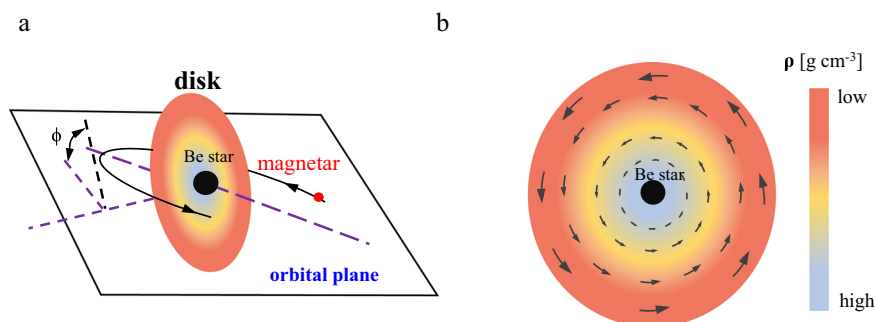 a
disk
ϕ
Be star
magnetar
orbital plane
b
Be star
ρ [g cm⁻³]
low
high